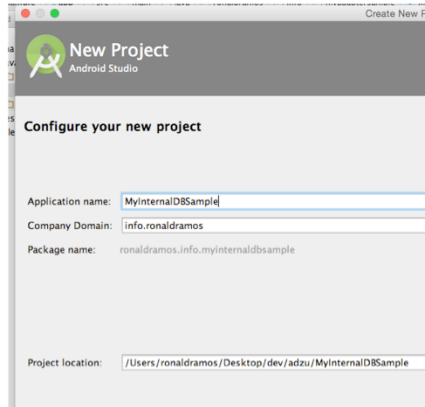 Create New P
New Project
Android Studio
Configure your new project
Application name: MyInternalDBSample
Company Domain: info.ronaldramos
Package name: ronaldramos.info.myinternaldbsample
Project location: /Users/ronaldramos/Desktop/dev/adzu/MyInternalDBSample